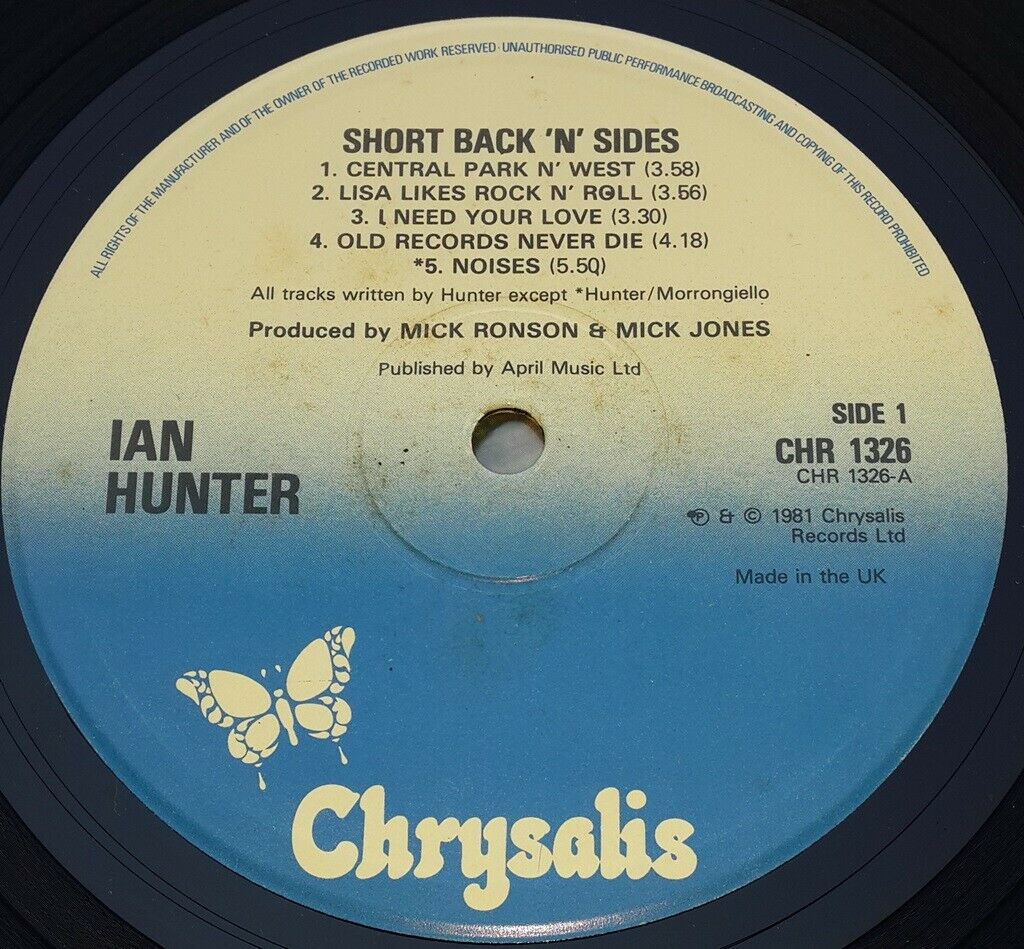 ALL RIGHTS OF THE MANUFACTURER AND OF THE OWNER OF THE RECORDED WORK RESERVED · UNAUTHORISED PUBLIC PERFORMANCE BROADCASTING AND COPYING OF THIS RECORD PROHIBITED
SHORT BACK 'N' SIDES
1. CENTRAL PARK N' WEST (3.58)
2. LISA LIKES ROCK N' ROLL (3.56)
3. I NEED YOUR LOVE (3.30)
4. OLD RECORDS NEVER DIE (4.18)
*5. NOISES (5.50)
All tracks written by Hunter except *Hunter/Morrongiello
Produced by MICK RONSON & MICK JONES
Published by April Music Ltd
IAN
HUNTER
SIDE 1
CHR 1326
CHR 1326-A
℗ & © 1981 Chrysalis
Records Ltd
Made in the UK
Chrysalis